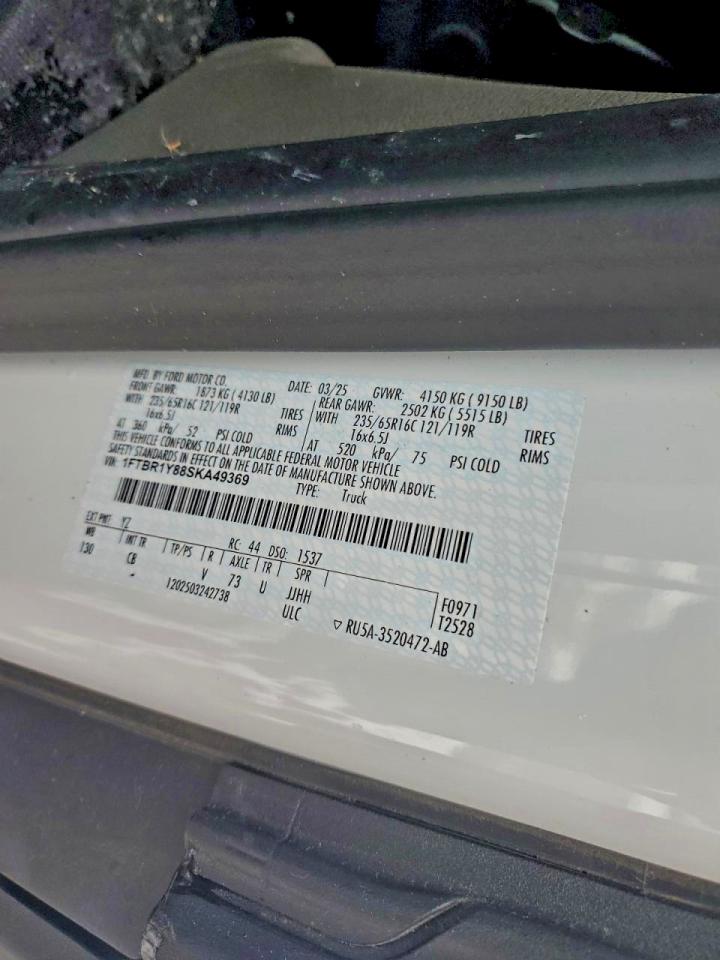 MFD. BY FORD MOTOR CO. DATE: 03/25 GVWR: 4150 KG ( 9150 LB)
FRONT GAWR: 1873 KG ( 4130 LB) REAR GAWR: 2502 KG ( 5515 LB)
WITH 235/65R16C 121/119R TIRES WITH 235/65R16C 121/119R TIRES
16x6.5J RIMS 16x6.5J RIMS
AT 360 kPa/ 52 PSI COLD AT 520 kPa/ 75 PSI COLD
THIS VEHICLE CONFORMS TO ALL APPLICABLE FEDERAL MOTOR VEHICLE
SAFETY STANDARDS IN EFFECT ON THE DATE OF MANUFACTURE SHOWN ABOVE.
VIN: 1FTBR1Y88SKA49369
TYPE: Truck
EXT PNT: YZ RC: 44 DSO: 1537
WB INT TR TP/PS R AXLE TR SPR F0971
130 CB V 73 U JJHH T2528
- 1202503242738 ULC
▽ RU5A-3520472-AB